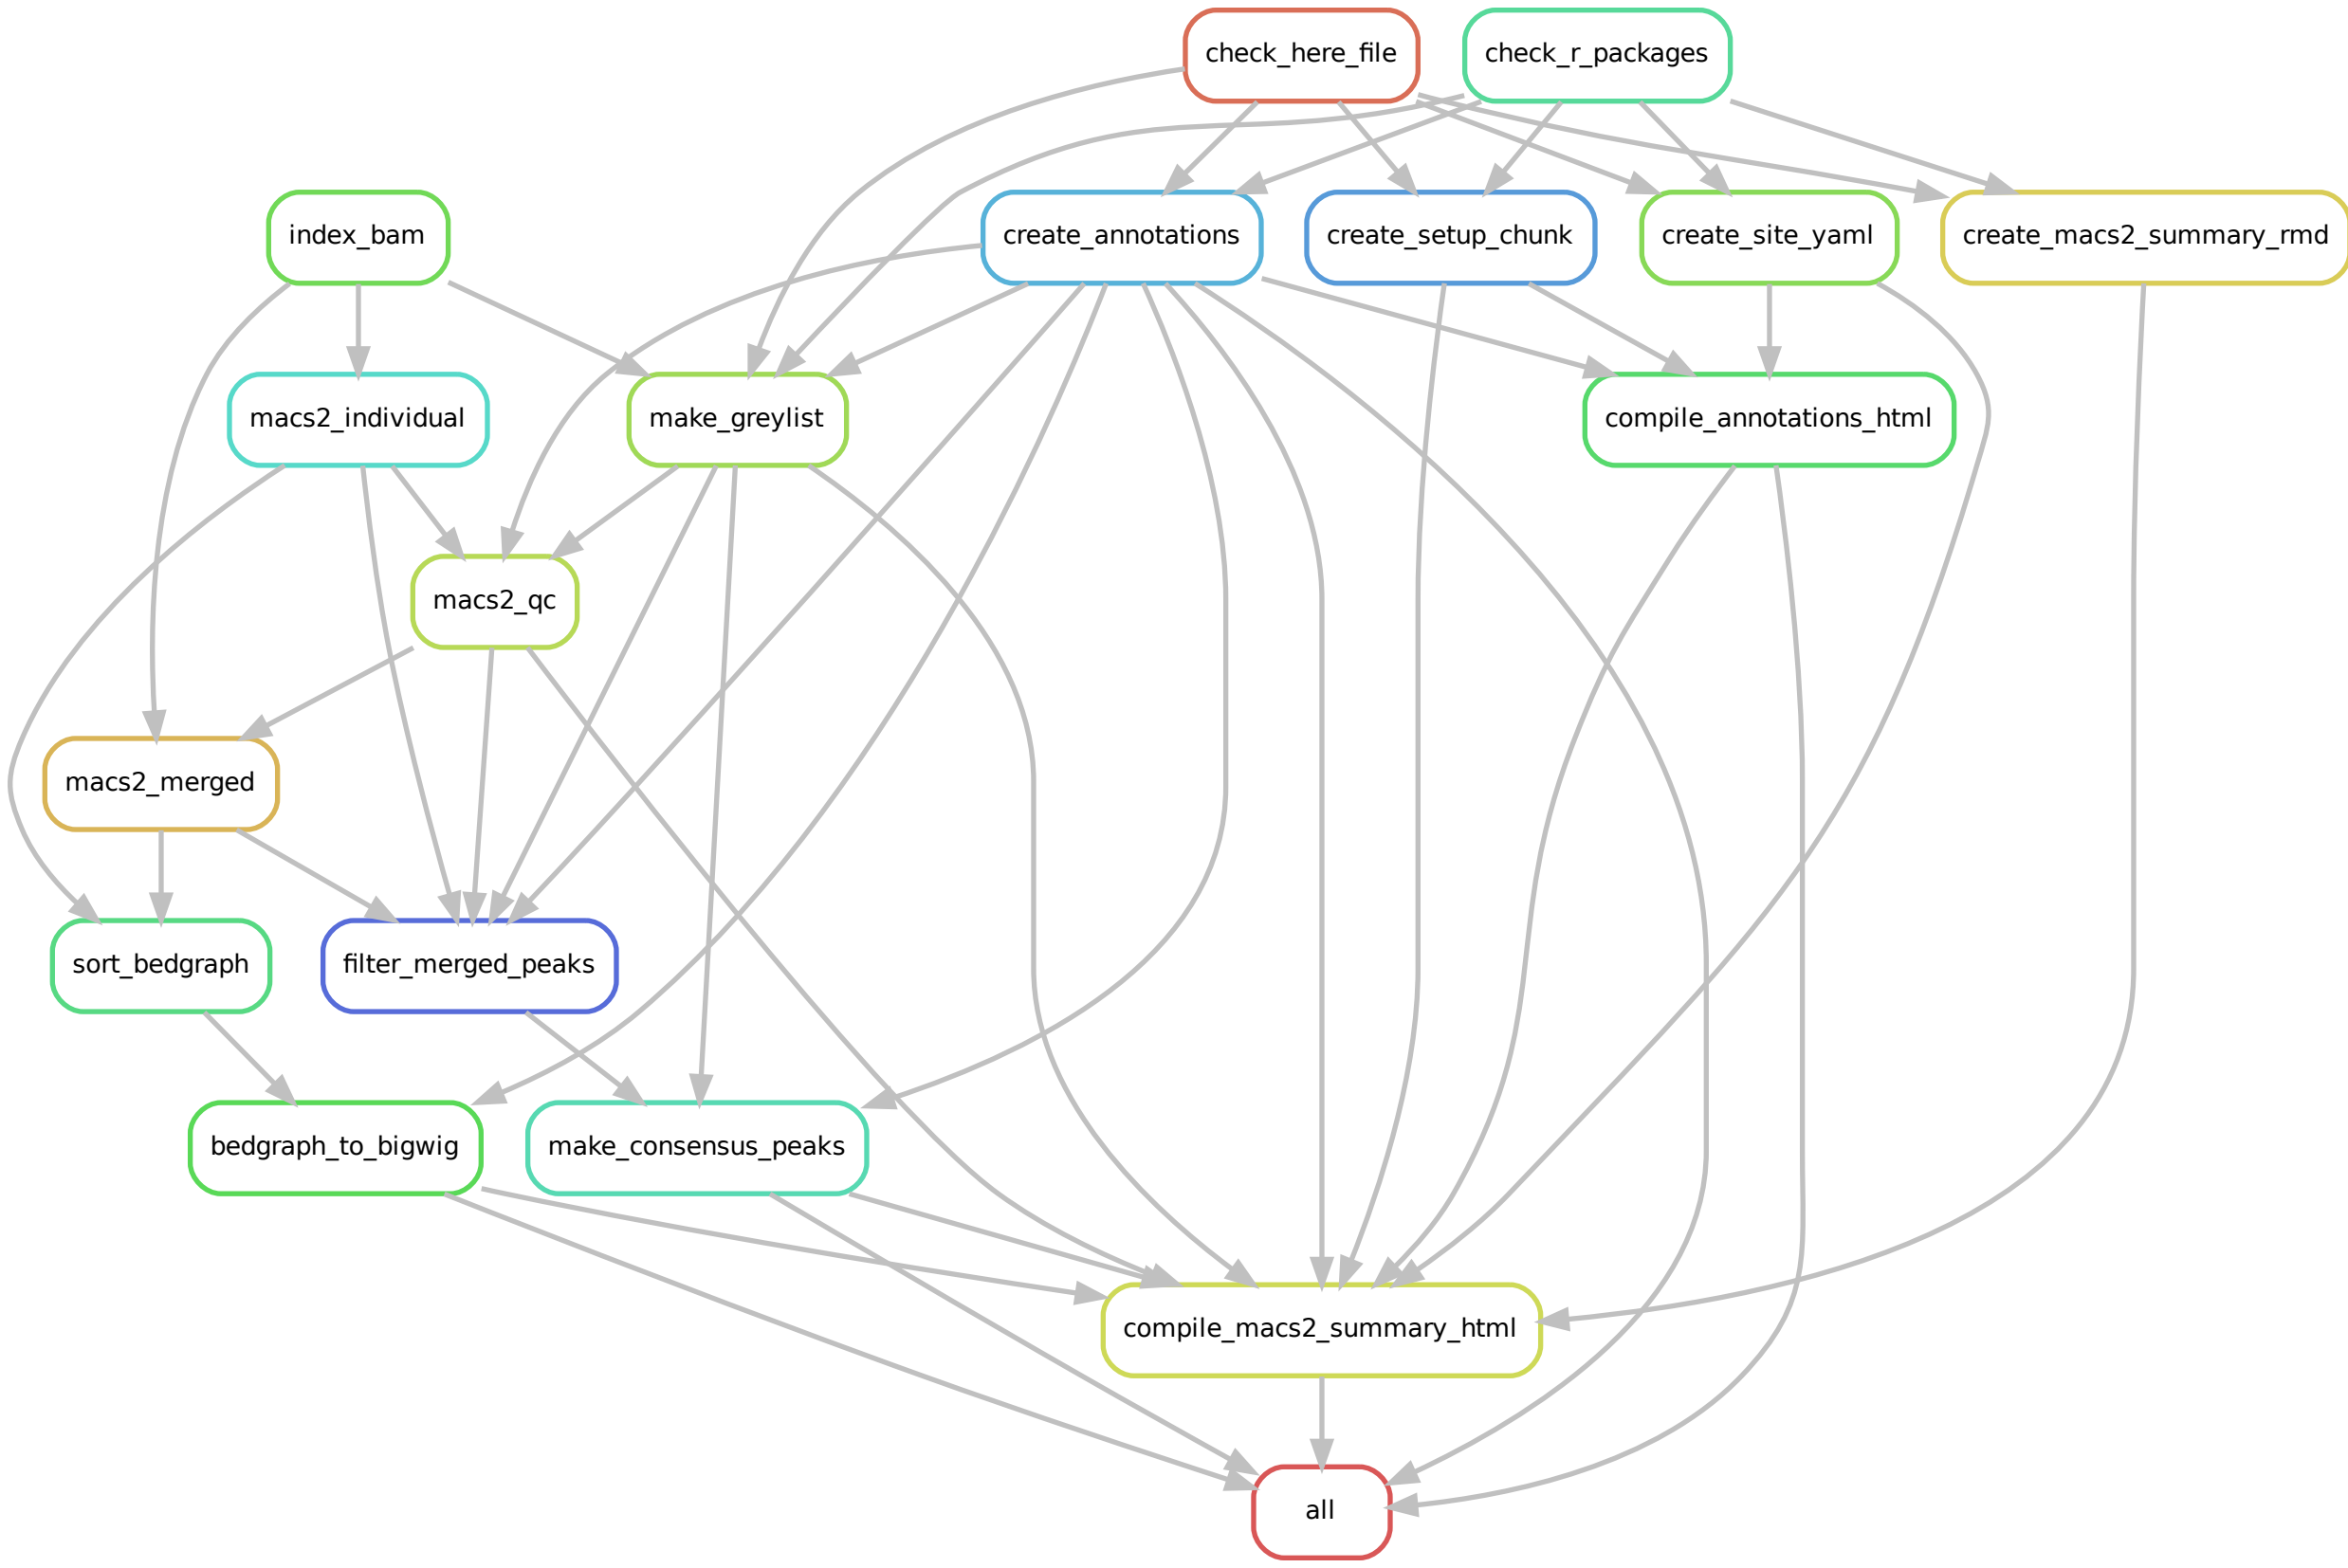 check_here_file
check_r_packages
index_bam
create_annotations
create_setup_chunk
create_site_yaml
create_macs2_summary_rmd
macs2_individual
make_greylist
compile_annotations_html
macs2_qc
macs2_merged
sort_bedgraph
filter_merged_peaks
bedgraph_to_bigwig
make_consensus_peaks
compile_macs2_summary_html
all